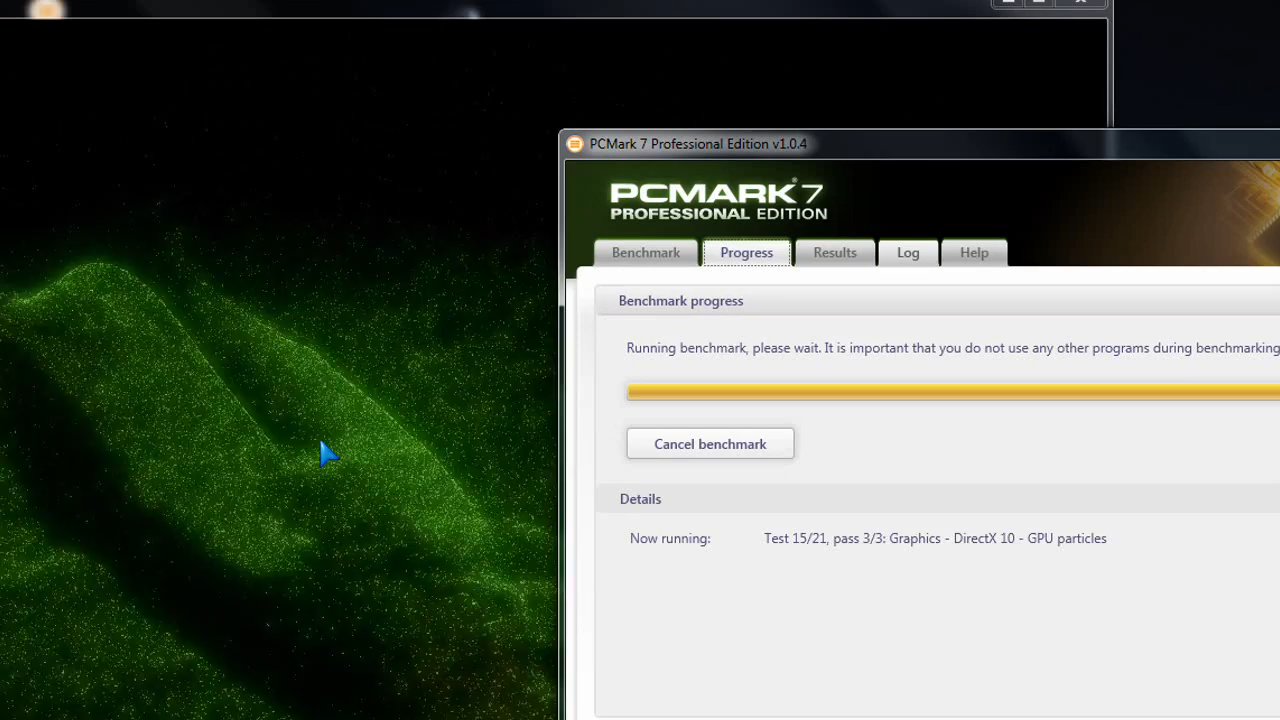 PCMark 7 Professional Edition v1.0.4
PCMARK®7
PROFESSIONAL EDITION
Benchmark Progress Results Log Help
Benchmark progress
Running benchmark, please wait. It is important that you do not use any other programs during benchmarking
Cancel benchmark
Details
Now running: Test 15/21, pass 3/3: Graphics - DirectX 10 - GPU particles